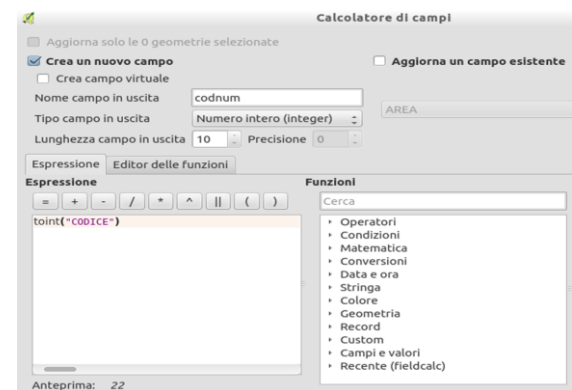 Calcolatore di campi
Aggiorna solo le 0 geometrie selezionate
Crea un nuovo campo
Aggiorna un campo esistente
Crea campo virtuale
Nome campo in uscita codnum
Tipo campo in uscita Numero intero (integer)
AREA
Lunghezza campo in uscita 10 Precisione 0
Espressione Editor delle funzioni
Espressione
Funzioni
= + - / * ^ || ( )
Cerca
toint("CODICE")
Operatori
Condizioni
Matematica
Conversioni
Data e ora
Stringa
Colore
Geometria
Record
Custom
Campi e valori
Recente (fieldcalc)
Anteprima: 22